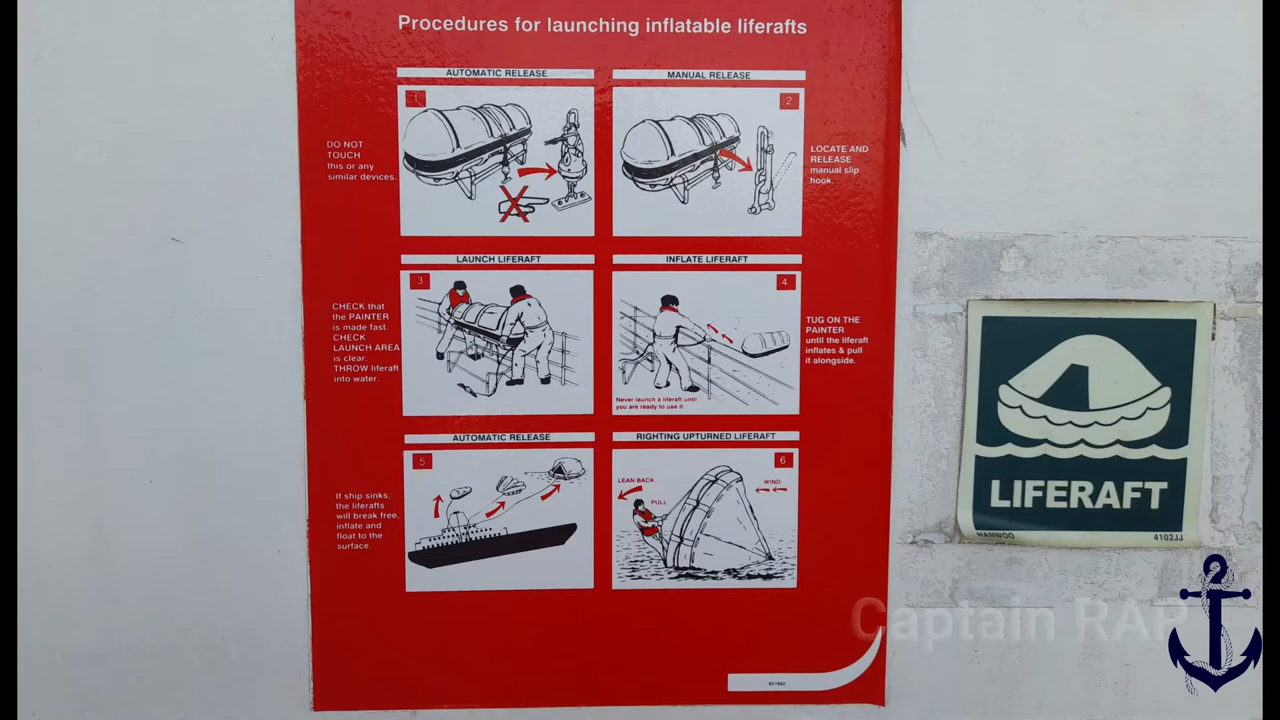 Procedures for launching inflatable liferafts
AUTOMATIC RELEASE
1
DO NOT
TOUCH
this or any
similar devices.
MANUAL RELEASE
2
LOCATE AND
RELEASE
manual slip
hook.
LAUNCH LIFERAFT
3
CHECK that
the PAINTER
is made fast.
CHECK
LAUNCH AREA
is clear.
THROW liferaft
into water.
INFLATE LIFERAFT
4
Never launch a liferaft until
you are ready to use it
TUG ON THE
PAINTER
until the liferaft
inflates & pull
it alongside.
AUTOMATIC RELEASE
5
If ship sinks,
the liferafts
will break free,
inflate and
float to the
surface.
RIGHTING UPTURNED LIFERAFT
6
LEAN BACK
PULL
WIND
LIFERAFT
HANWOO
4102JJ
Captain RAP